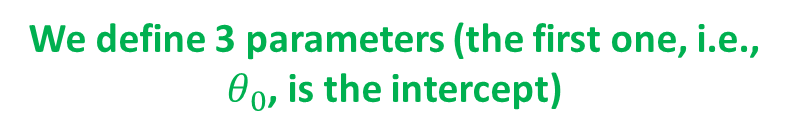 We define 3 parameters (the first one, i.e.,
θ₀, is the intercept)